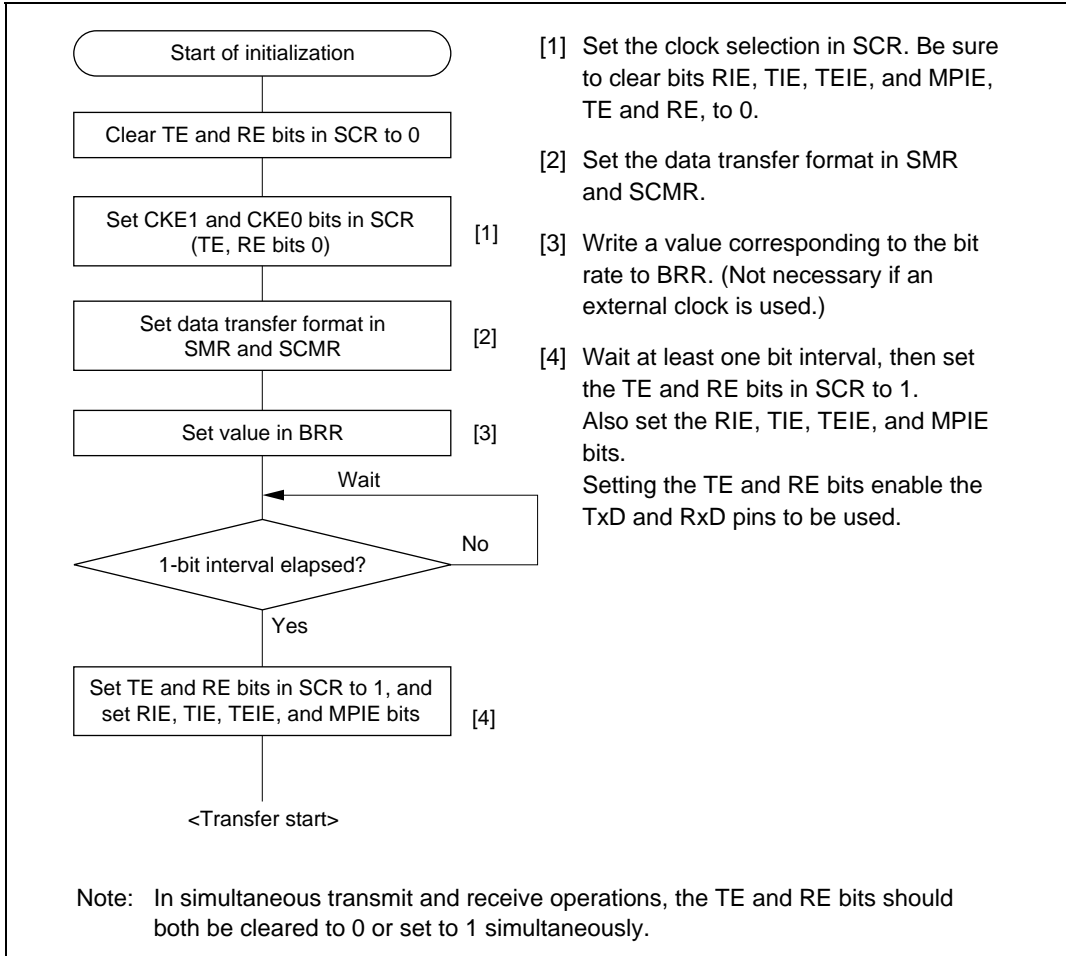 Start of initialization
Clear TE and RE bits in SCR to 0
Set CKE1 and CKE0 bits in SCR
(TE, RE bits 0)
[1]
Set data transfer format in
SMR and SCMR
[2]
Set value in BRR
[3]
Wait
No
1-bit interval elapsed?
Yes
Set TE and RE bits in SCR to 1, and
set RIE, TIE, TEIE, and MPIE bits
[4]
<Transfer start>
[1] Set the clock selection in SCR. Be sure
to clear bits RIE, TIE, TEIE, and MPIE,
TE and RE, to 0.
[2] Set the data transfer format in SMR
and SCMR.
[3] Write a value corresponding to the bit
rate to BRR. (Not necessary if an
external clock is used.)
[4] Wait at least one bit interval, then set
the TE and RE bits in SCR to 1.
Also set the RIE, TIE, TEIE, and MPIE
bits.
Setting the TE and RE bits enable the
TxD and RxD pins to be used.
Note: In simultaneous transmit and receive operations, the TE and RE bits should
both be cleared to 0 or set to 1 simultaneously.